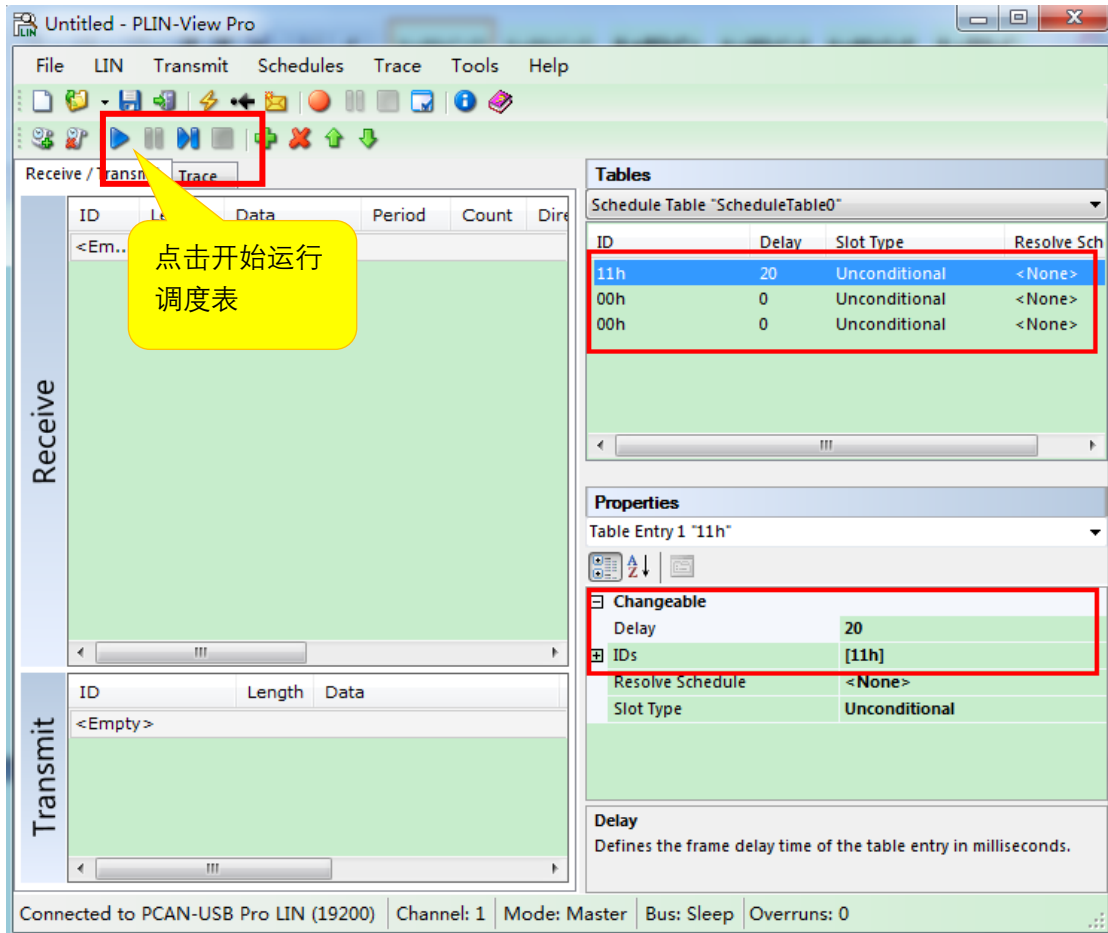 Untitled - PLIN-View Pro
File LIN Transmit Schedules Trace Tools Help
Receive / Transm Trace
ID Le Data Period Count Dire
<Em...
点击开始运行
调度表
Receive
ID Length Data
<Empty>
Transmit
Tables
Schedule Table "ScheduleTable0"
ID Delay Slot Type Resolve Sch
11h 20 Unconditional <None>
00h 0 Unconditional <None>
00h 0 Unconditional <None>
Properties
Table Entry 1 "11h"
Changeable
Delay 20
IDs [11h]
Resolve Schedule <None>
Slot Type Unconditional
Delay
Defines the frame delay time of the table entry in milliseconds.
Connected to PCAN-USB Pro LIN (19200) Channel: 1 Mode: Master Bus: Sleep Overruns: 0